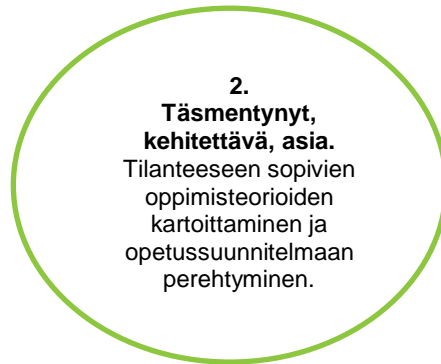 2.
Täsmentynyt,
kehitettävä, asia.
Tilanteeseen sopivien
oppimisteorioiden
kartoittaminen ja
opetussuunnitelmaan
perehtyminen.